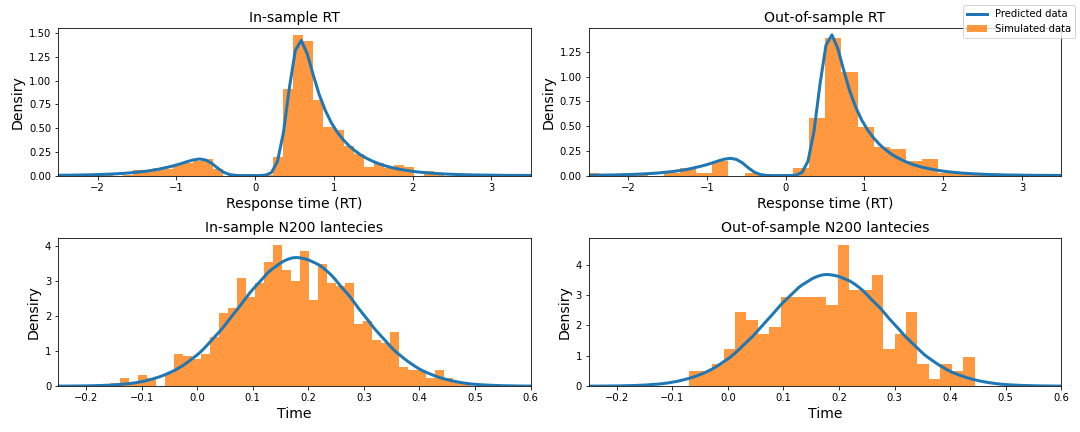 In-sample RT
Out-of-sample RT
Predicted data
Simulated data
Densiry
1.50
1.25
1.00
0.75
0.50
0.25
0.00
−2 −1 0 1 2 3
Response time (RT)
Densiry
1.25
1.00
0.75
0.50
0.25
0.00
−2 −1 0 1 2 3
Response time (RT)
In-sample N200 lantecies
Densiry
4
3
2
1
0
−0.2 −0.1 0.0 0.1 0.2 0.3 0.4 0.5 0.6
Time
Out-of-sample N200 lantecies
Densiry
4
3
2
1
0
−0.2 −0.1 0.0 0.1 0.2 0.3 0.4 0.5 0.6
Time